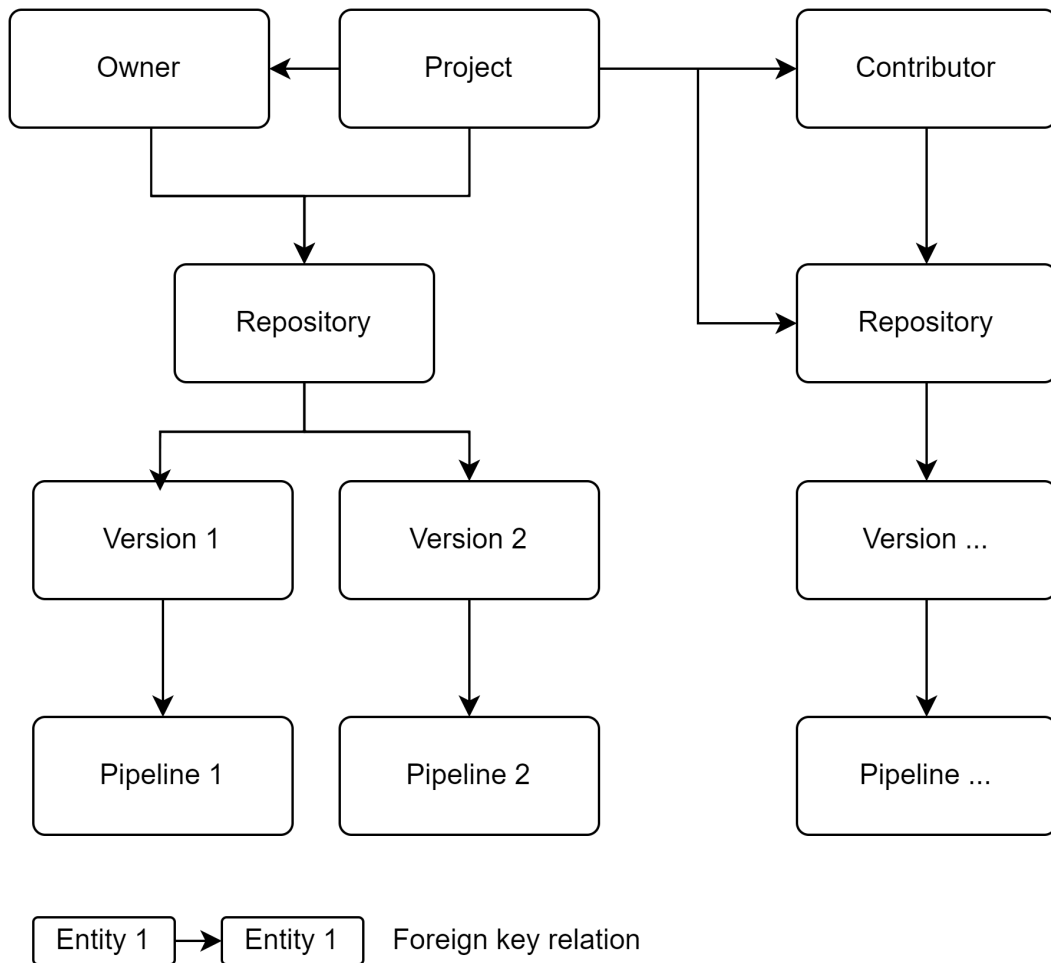 Owner
Project
Contributor
Repository
Repository
Version 1
Version 2
Version ...
Pipeline 1
Pipeline 2
Pipeline ...
Entity 1
Entity 1
Foreign key relation